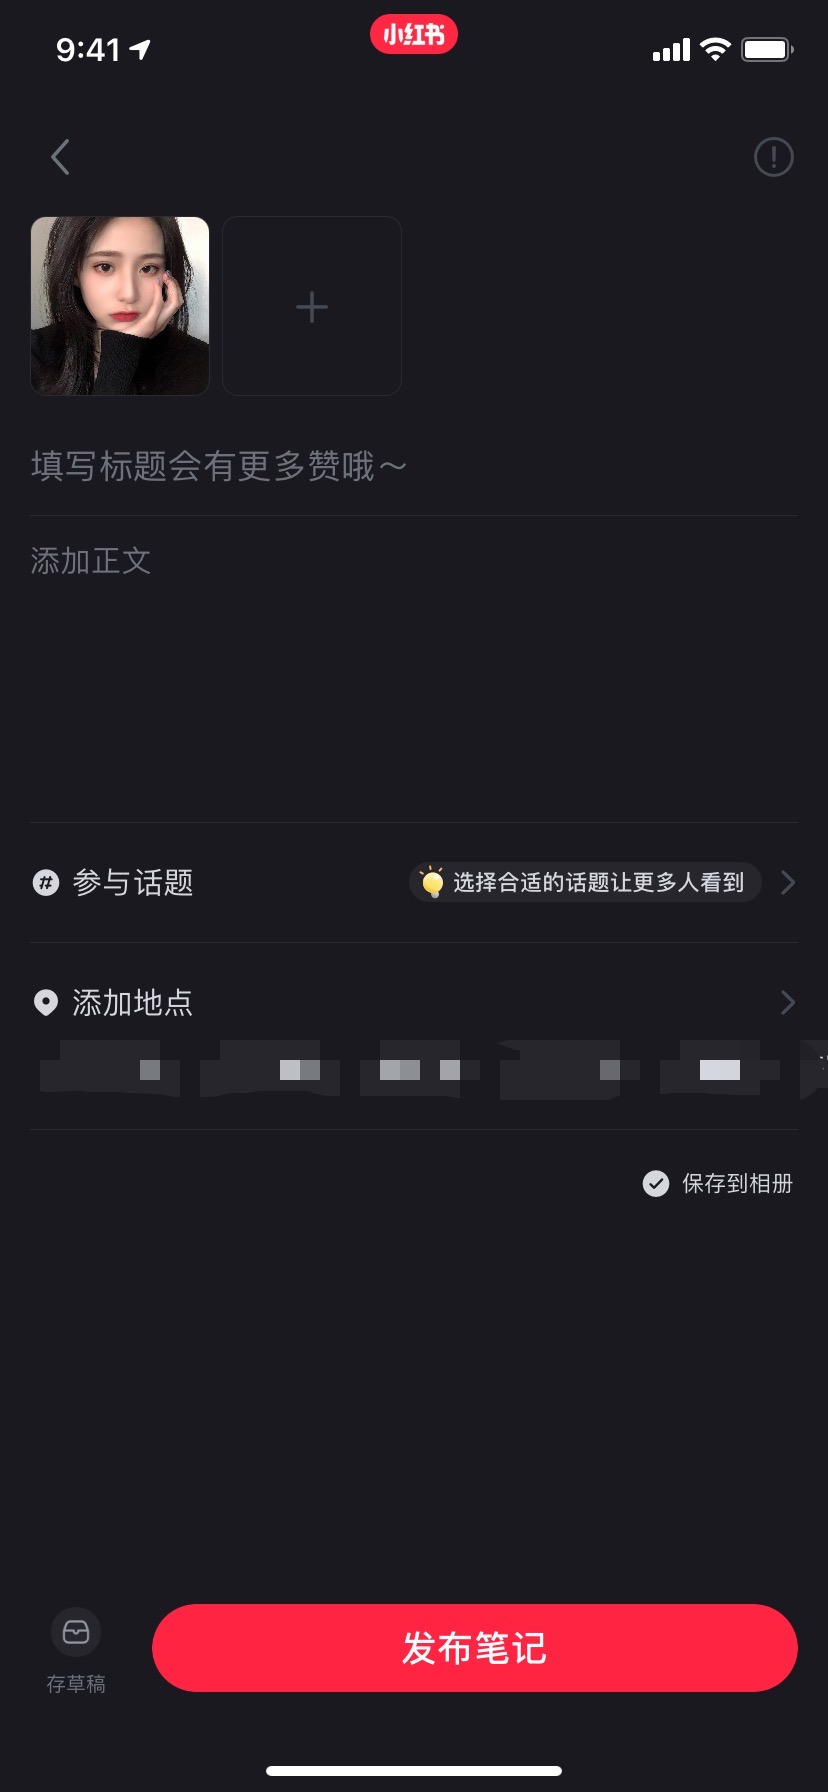 9:41
小红书
填写标题会有更多赞哦～
添加正文
参与话题
选择合适的话题让更多人看到
添加地点
保存到相册
存草稿
发布笔记